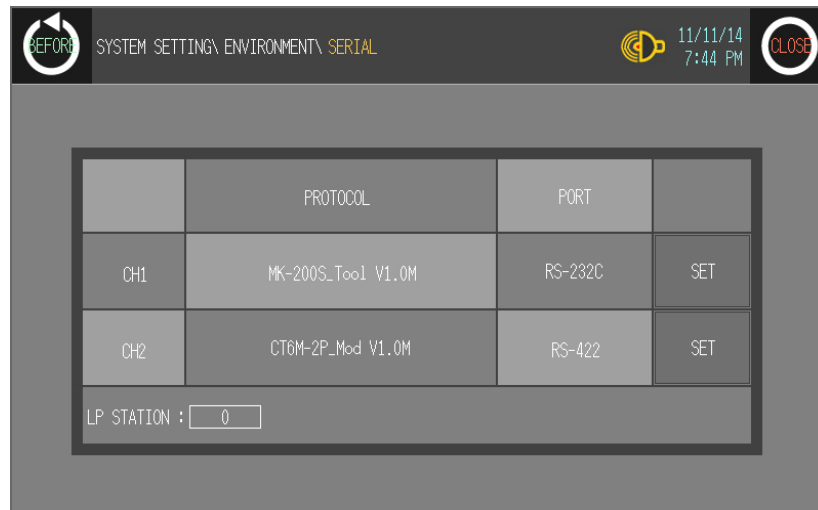 BEFORE
SYSTEM SETTING\ ENVIRONMENT\ SERIAL
11/11/14
7:44 PM
CLOSE
PROTOCOL PORT
CH1 MK-200S_Tool V1.0M RS-232C SET
CH2 CT6M-2P_Mod V1.0M RS-422 SET
LP STATION : 0